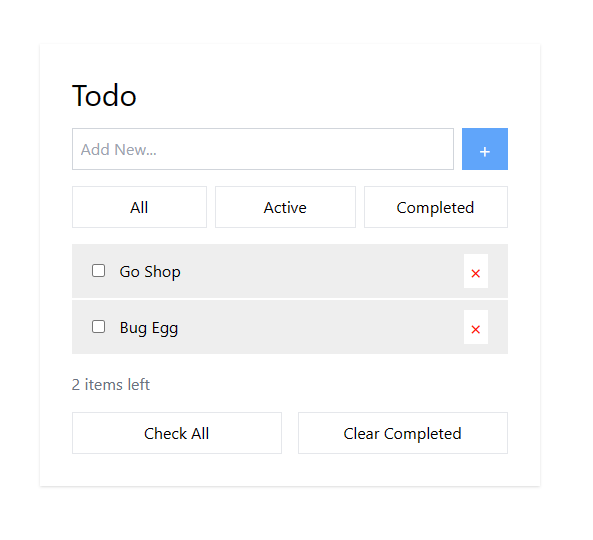 Todo
Add New... +
All Active Completed
Go Shop ×
Bug Egg ×
2 items left
Check All Clear Completed